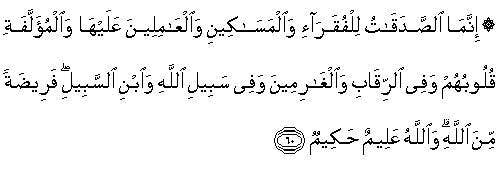 ۞ إِنَّمَا ٱلصَّدَقَـٰتُ لِلْفُقَرَآءِ وَٱلْمَسَـٰكِينِ وَٱلْعَـٰمِلِينَ عَلَيْهَا وَٱلْمُؤَلَّفَةِ
قُلُوبُهُمْ وَفِى ٱلرِّقَابِ وَٱلْغَـٰرِمِينَ وَفِى سَبِيلِ ٱللَّهِ وَٱبْنِ ٱلسَّبِيلِ ۖ فَرِيضَةً
مِّنَ ٱللَّهِ ۗ وَٱللَّهُ عَلِيمٌ حَكِيمٌ ٦٠